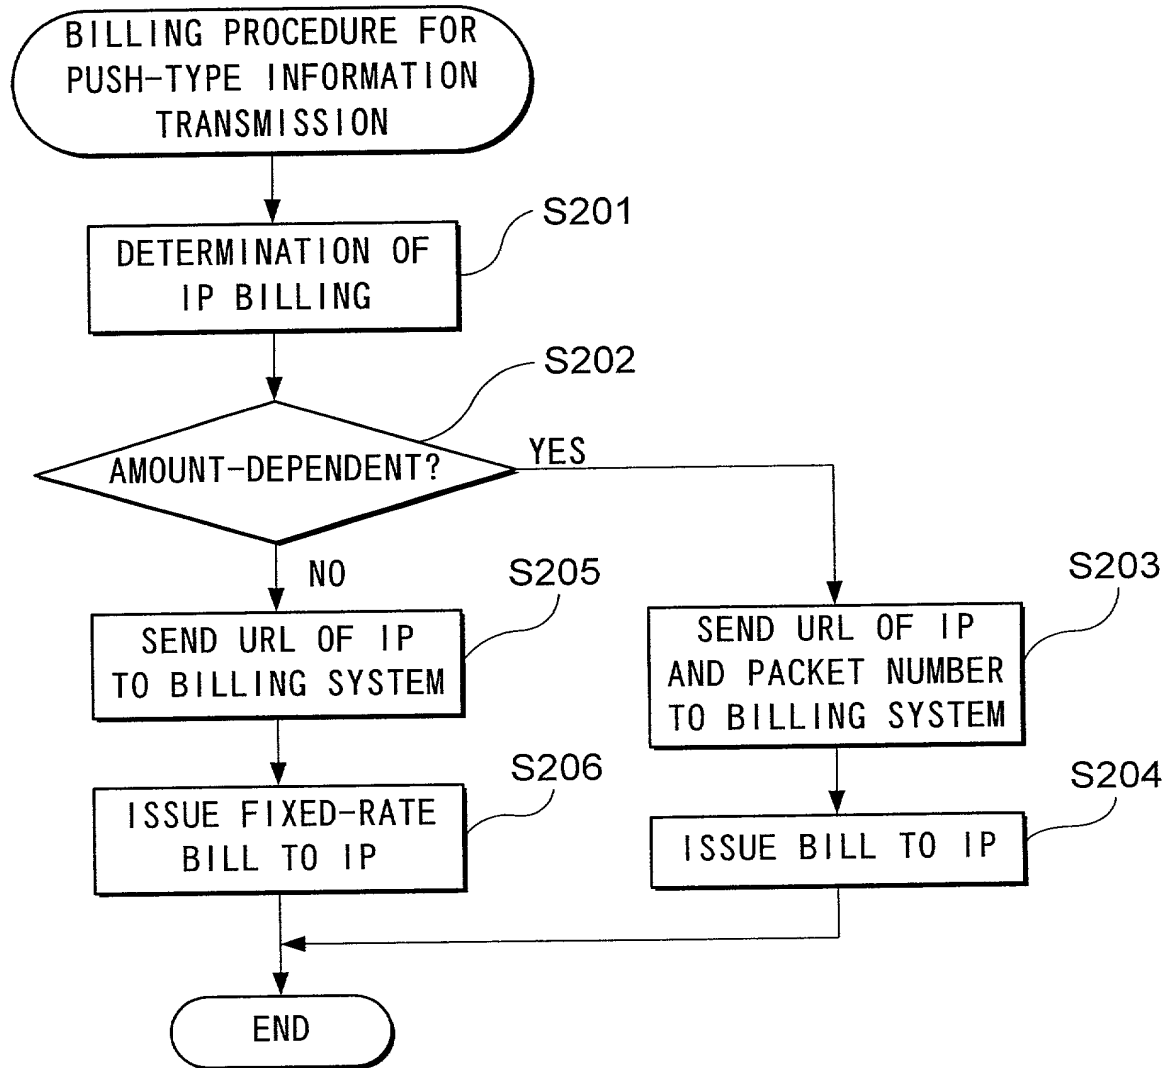 BILLING PROCEDURE FOR
PUSH-TYPE INFORMATION
TRANSMISSION
S201
DETERMINATION OF
IP BILLING
S202
AMOUNT-DEPENDENT?
YES
NO
S205
SEND URL OF IP
TO BILLING SYSTEM
S203
SEND URL OF IP
AND PACKET NUMBER
TO BILLING SYSTEM
S206
ISSUE FIXED-RATE
BILL TO IP
S204
ISSUE BILL TO IP
END